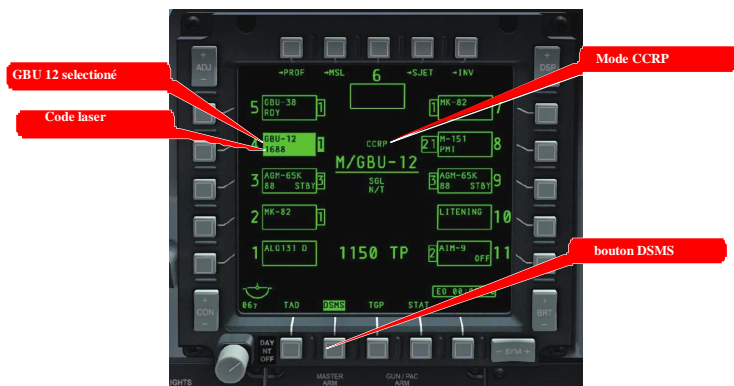 GBU 12 selectioné
Code laser
Mode CCRP
bouton DSMS
ADJ
DSP
→PROF →MSL 6 →SJET →INV
5 GBU-38 1
RDY
1 MK-82 7
GBU-12 1
1688
CCRP
21 M-151 8
PMI
M/GBU-12
SGL
N/T
3 AGM-65K 3
88 STBY
3 AGM-65K 9
88 STBY
2 MK-82 1
LITENING 10
1 ALQ131 D
1150 TP
2 AIM-9 11
OFF
EO 00:
067 TAD DSMS TGP STAT
CON
BRT
DAY
NT
OFF
- SYM +
MASTER
ARM
GUN / PAC
ARM
IGHTS